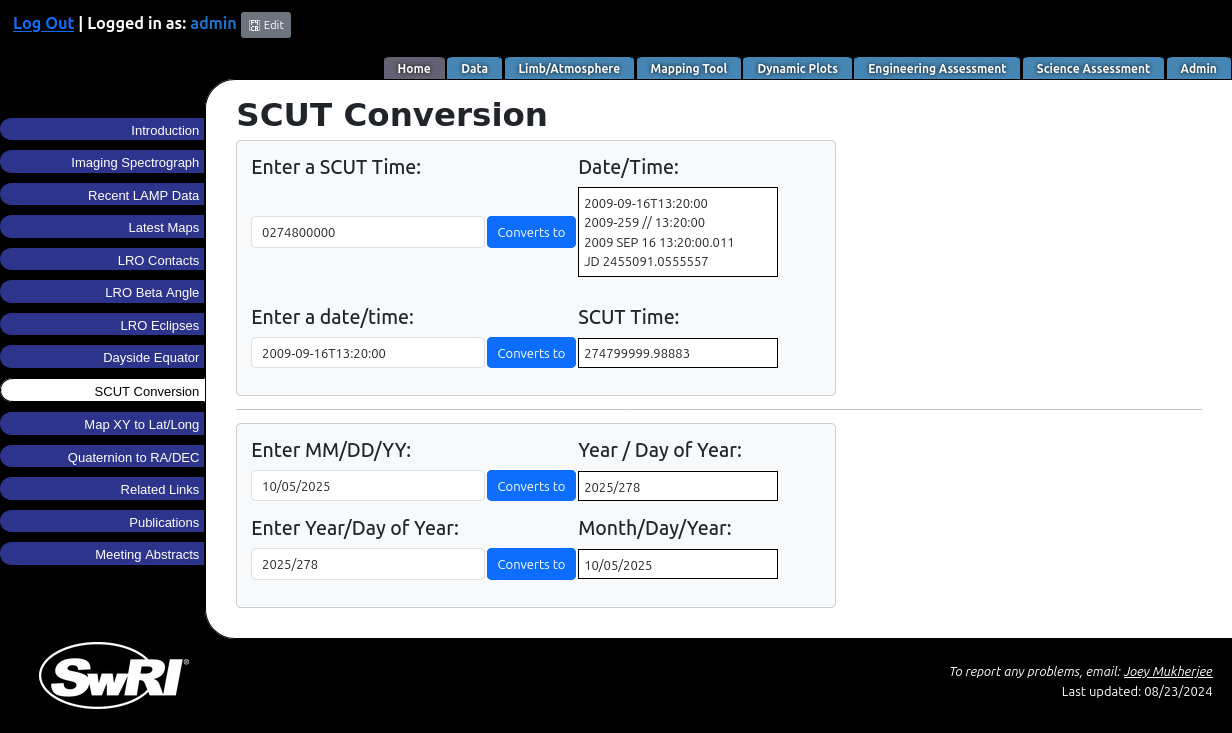 Log Out | Logged in as: admin Edit
Home Data Limb/Atmosphere Mapping Tool Dynamic Plots Engineering Assessment Science Assessment Admin
Introduction
Imaging Spectrograph
Recent LAMP Data
Latest Maps
LRO Contacts
LRO Beta Angle
LRO Eclipses
Dayside Equator
SCUT Conversion
Map XY to Lat/Long
Quaternion to RA/DEC
Related Links
Publications
Meeting Abstracts
SCUT Conversion
Enter a SCUT Time: Date/Time:
0274800000 Converts to
2009-09-16T13:20:00
2009-259 // 13:20:00
2009 SEP 16 13:20:00.011
JD 2455091.0555557
Enter a date/time: SCUT Time:
2009-09-16T13:20:00 Converts to 274799999.98883
Enter MM/DD/YY: Year / Day of Year:
10/05/2025 Converts to 2025/278
Enter Year/Day of Year: Month/Day/Year:
2025/278 Converts to 10/05/2025
SwRI®
To report any problems, email: Joey Mukherjee
Last updated: 08/23/2024